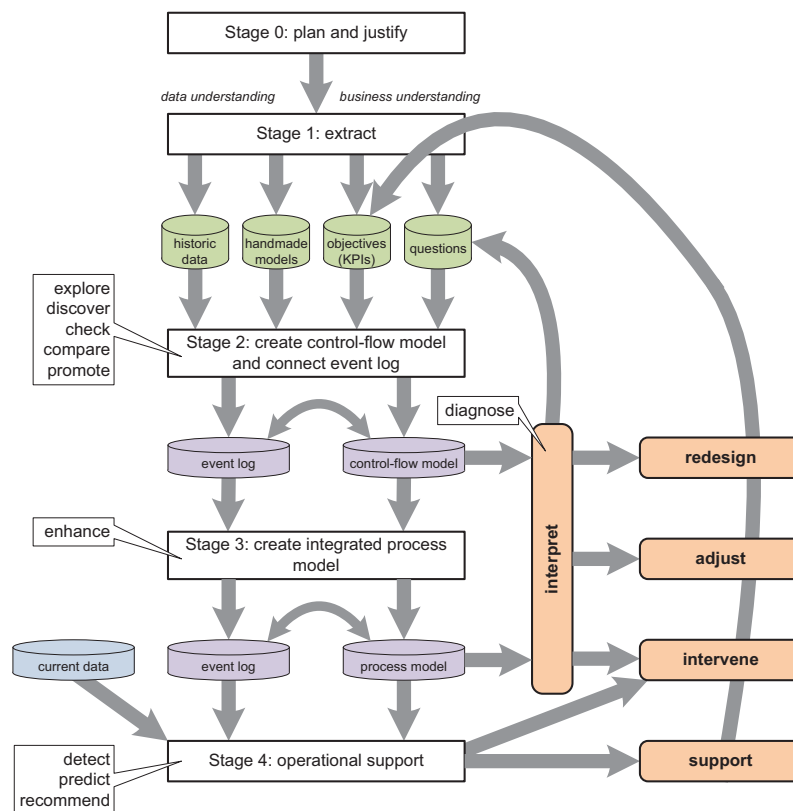 Stage 0: plan and justify
data understanding
business understanding
Stage 1: extract
historic
data
handmade
models
objectives
(KPIs)
questions
explore
discover
check
compare
promote
Stage 2: create control-flow model
and connect event log
diagnose
event log
control-flow model
redesign
enhance
Stage 3: create integrated process
model
interpret
adjust
current data
event log
process model
intervene
detect
predict
recommend
Stage 4: operational support
support